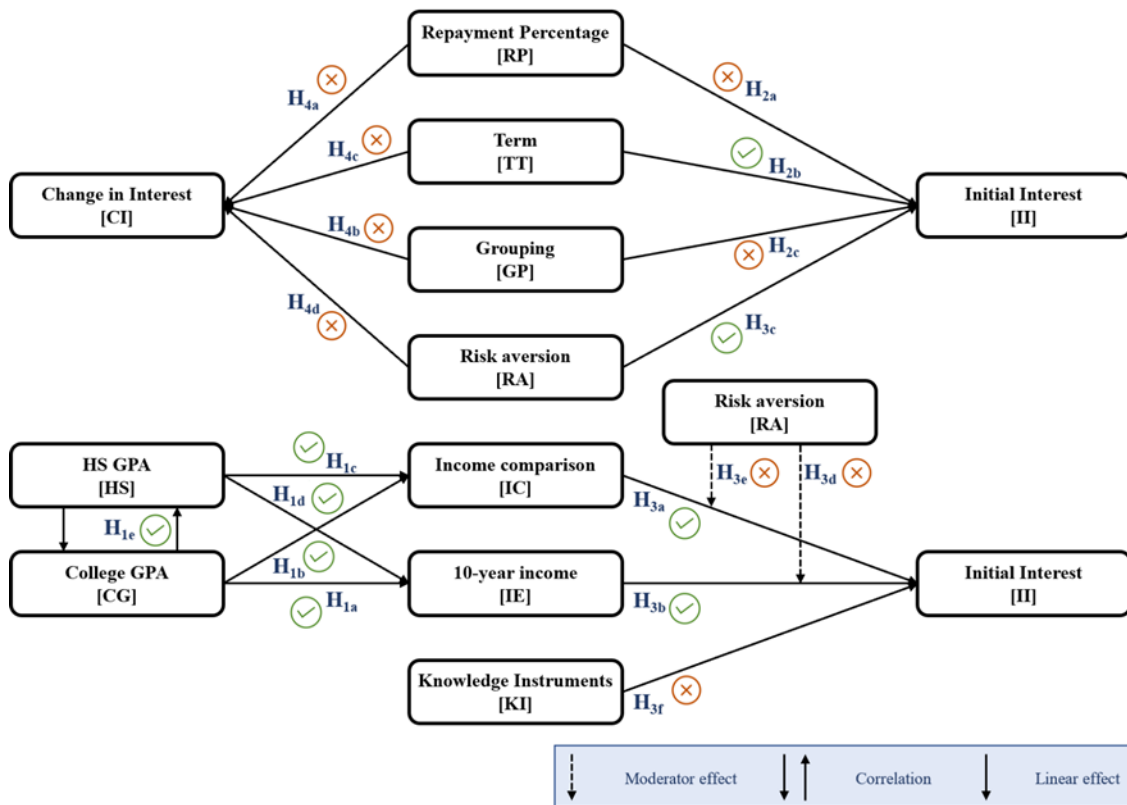 Repayment Percentage
[RP]
H4a
H2a
Term
[TT]
H4c
H2b
Change in Interest
[CI]
Initial Interest
[II]
H4b
Grouping
[GP]
H2c
H4d
H3c
Risk aversion
[RA]
Risk aversion
[RA]
HS GPA
[HS]
H1c
Income comparison
[IC]
H3e
H3d
H1d
H3a
H1e
College GPA
[CG]
H1b
H1a
10-year income
[IE]
H3b
Initial Interest
[II]
Knowledge Instruments
[KI]
H3f
Moderator effect
Correlation
Linear effect